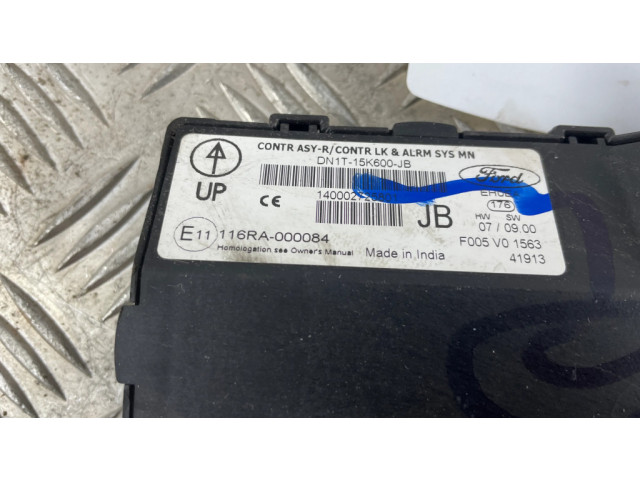 CONTR ASY-R/CONTR LK & ALRM SYS MN
DN1T-15K600-JB
Ford
UP
CE
JB
176
HW SW
07 / 09.00
E11 116RA-000084
F005 V0 1563
Homologation see Owner's Manual
Made in India
41913